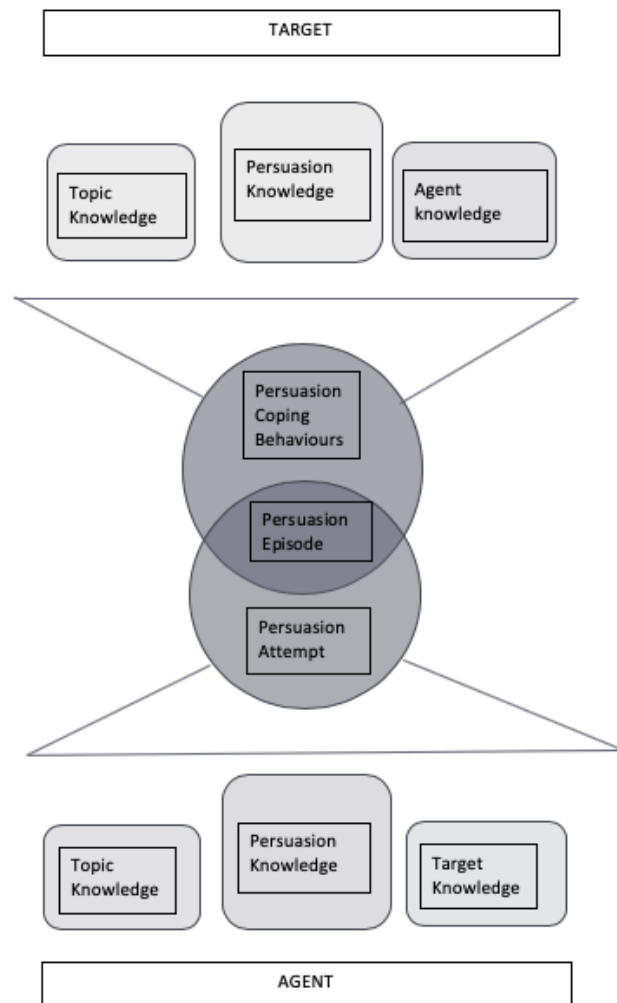 TARGET
Topic
Knowledge
Persuasion
Knowledge
Agent
knowledge
Persuasion
Coping
Behaviours
Persuasion
Episode
Persuasion
Attempt
Topic
Knowledge
Persuasion
Knowledge
Target
Knowledge
AGENT